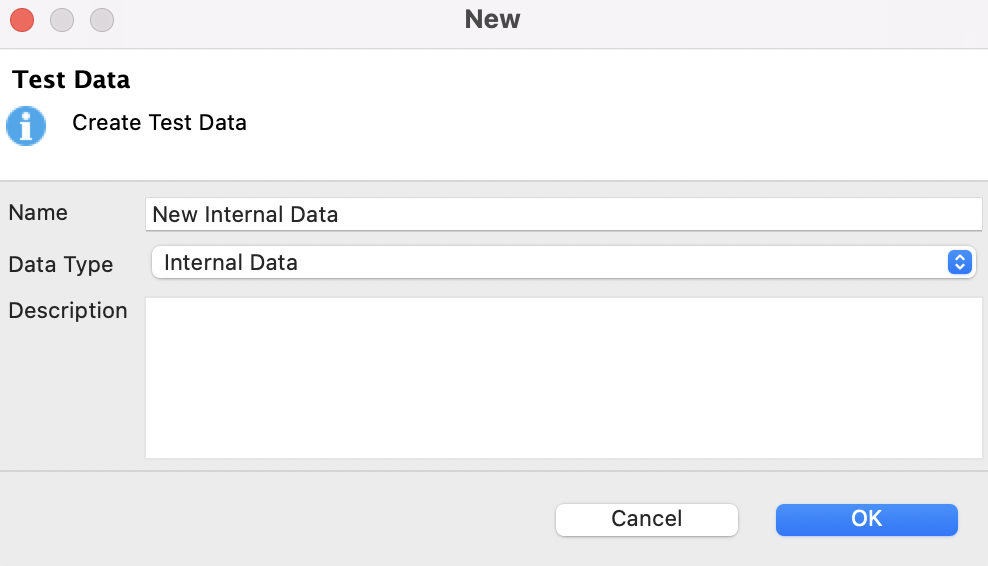 New
Test Data
Create Test Data
Name
New Internal Data
Data Type
Internal Data
Description
Cancel
OK